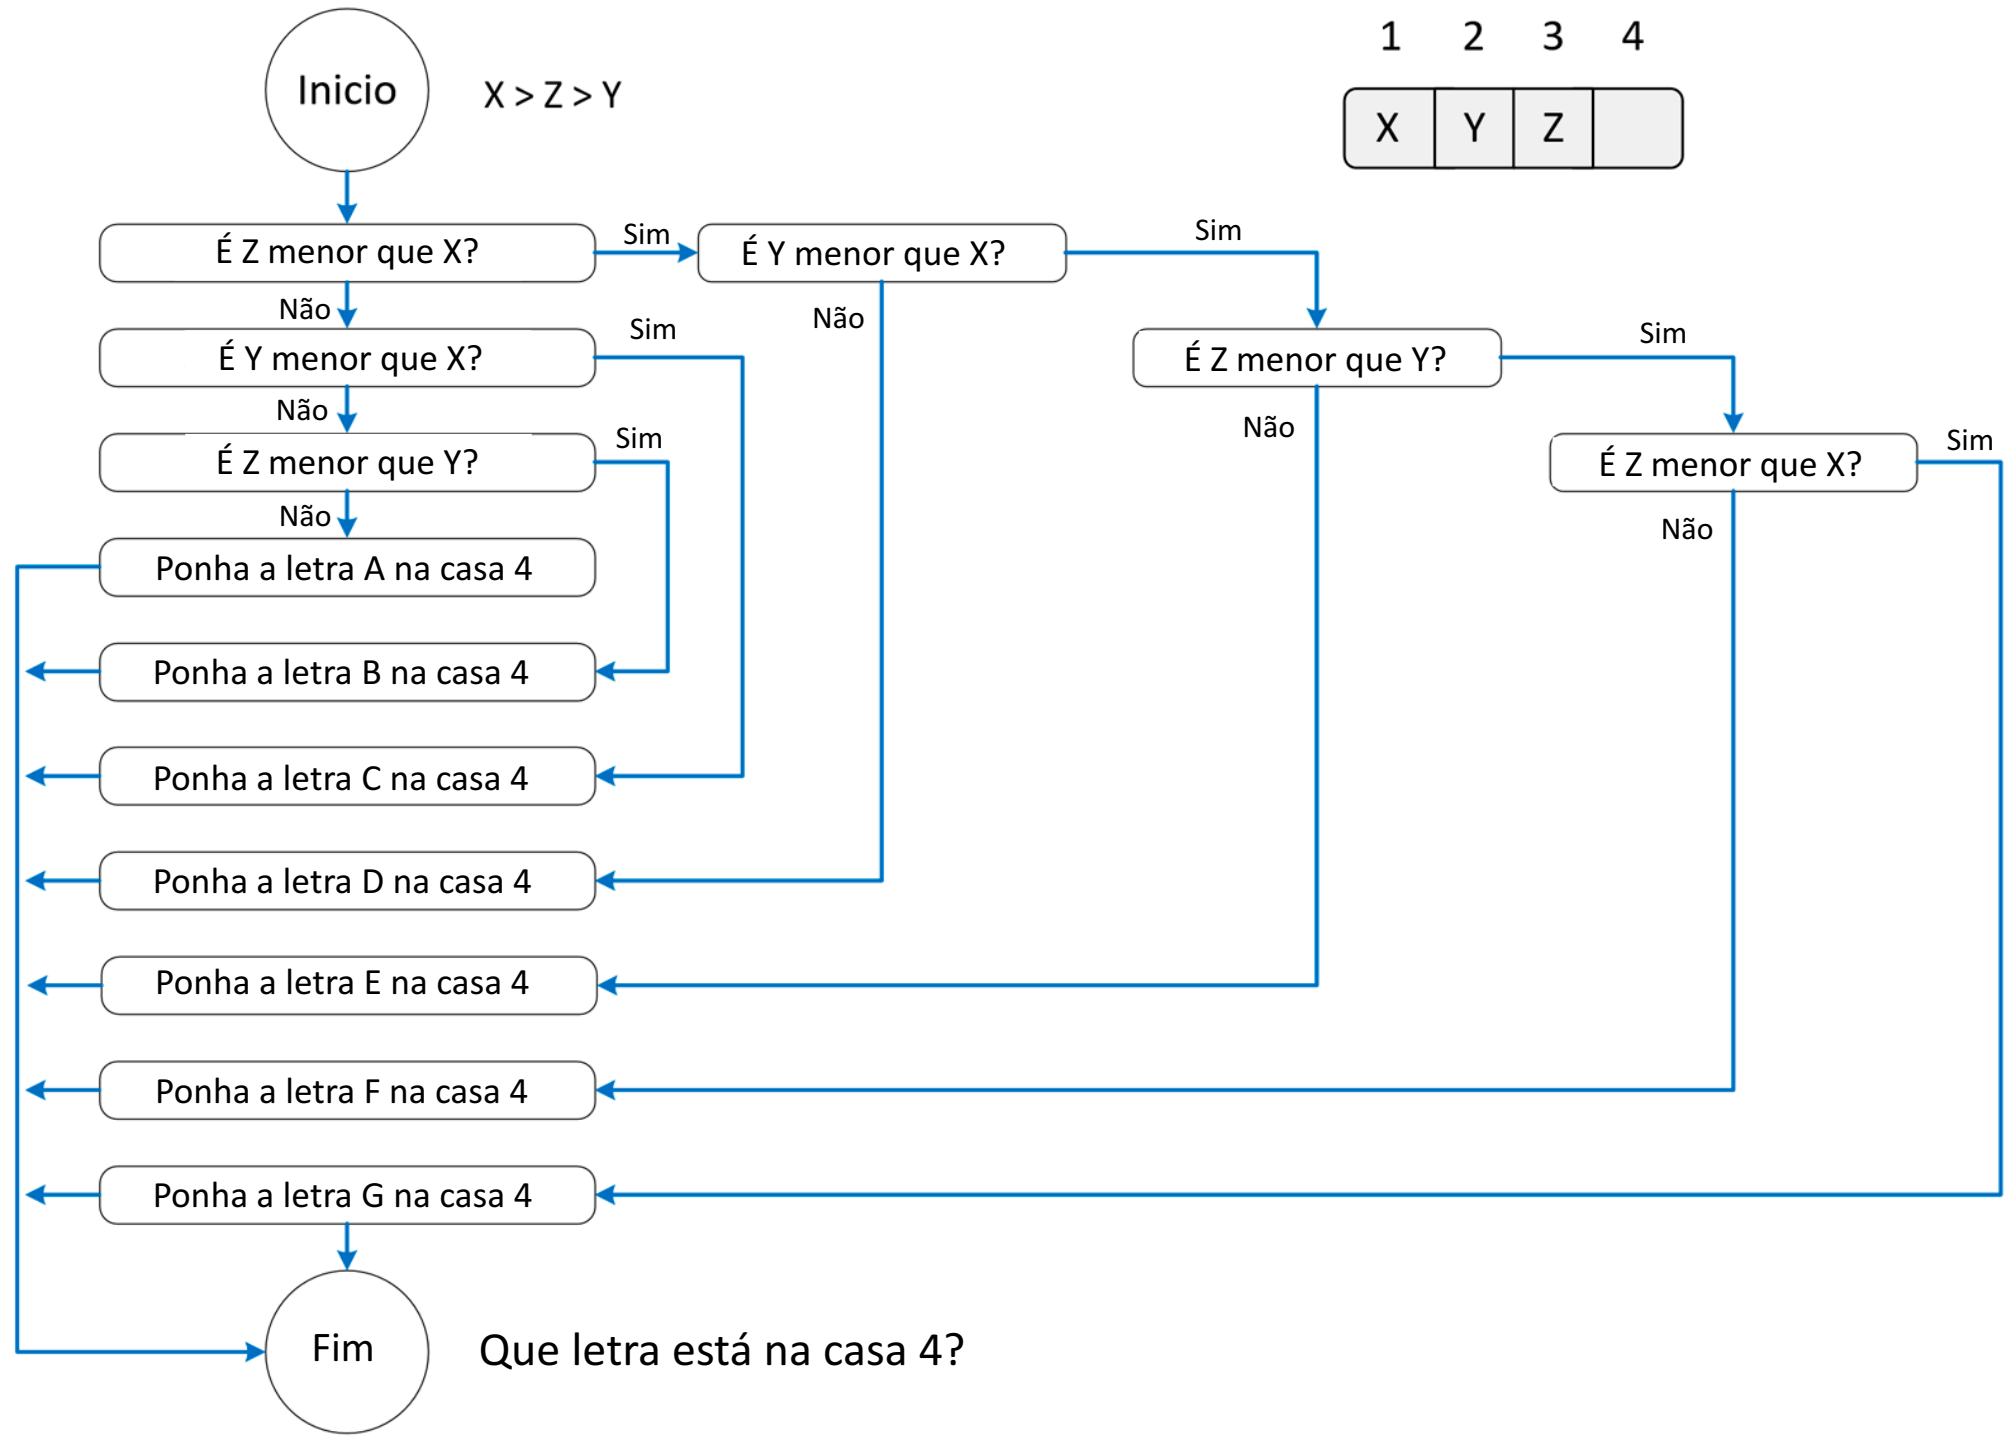 1 2 3 4
Inicio
X > Z > Y
X Y Z
É Z menor que X?
Sim
É Y menor que X?
Sim
Não
É Y menor que X?
Sim
Não
É Z menor que Y?
Sim
Não
É Z menor que Y?
Sim
Não
É Z menor que X?
Sim
Não
Não
Ponha a letra A na casa 4
Ponha a letra B na casa 4
Ponha a letra C na casa 4
Ponha a letra D na casa 4
Ponha a letra E na casa 4
Ponha a letra F na casa 4
Ponha a letra G na casa 4
Fim
Que letra está na casa 4?